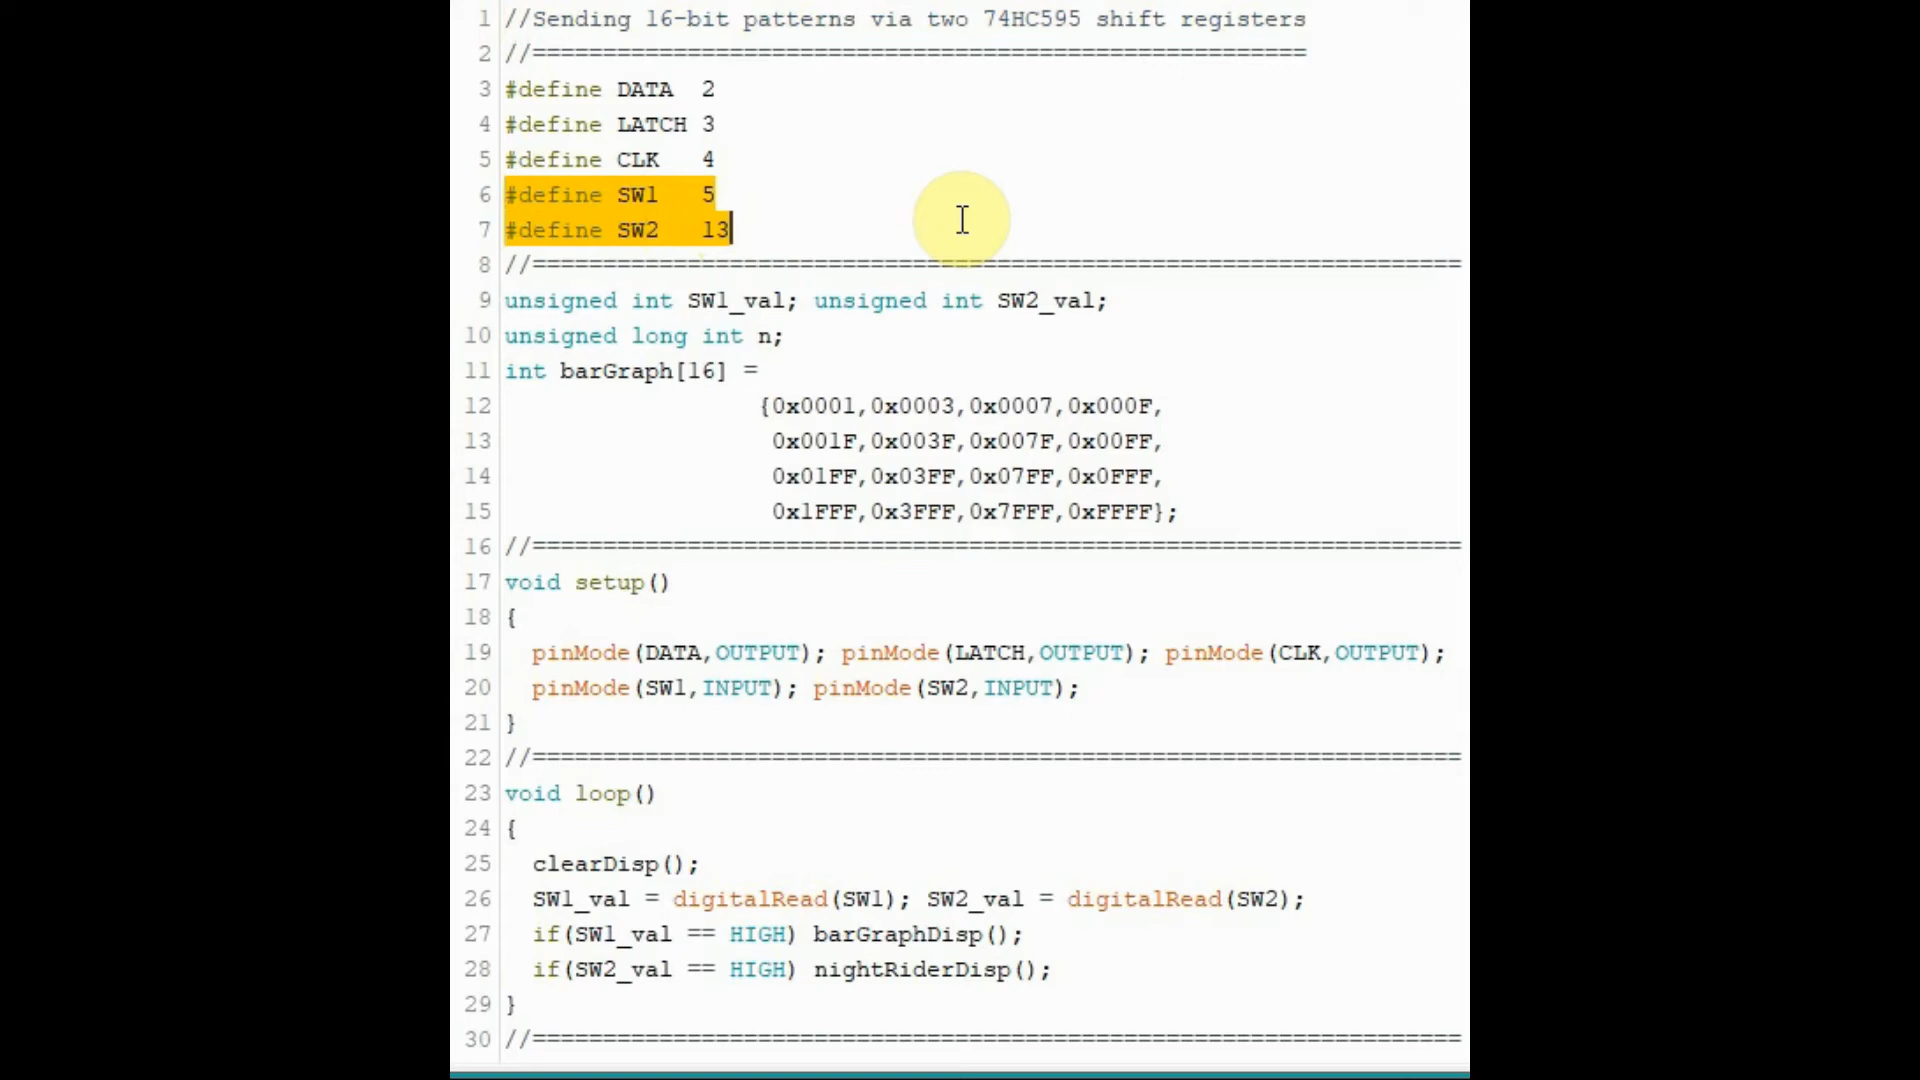 1 //Sending 16-bit patterns via two 74HC595 shift registers
2 //=======================================================
3 #define DATA  2
4 #define LATCH 3
5 #define CLK   4
6 #define SW1   5
7 #define SW2   13
8 //==================================================================
9 unsigned int SW1_val; unsigned int SW2_val;
10 unsigned long int n;
11 int barGraph[16] =
12                   {0x0001,0x0003,0x0007,0x000F,
13                    0x001F,0x003F,0x007F,0x00FF,
14                    0x01FF,0x03FF,0x07FF,0x0FFF,
15                    0x1FFF,0x3FFF,0x7FFF,0xFFFF};
16 //==================================================================
17 void setup()
18 {
19   pinMode(DATA,OUTPUT); pinMode(LATCH,OUTPUT); pinMode(CLK,OUTPUT);
20   pinMode(SW1,INPUT); pinMode(SW2,INPUT);
21 }
22 //==================================================================
23 void loop()
24 {
25   clearDisp();
26   SW1_val = digitalRead(SW1); SW2_val = digitalRead(SW2);
27   if(SW1_val == HIGH) barGraphDisp();
28   if(SW2_val == HIGH) nightRiderDisp();
29 }
30 //==================================================================